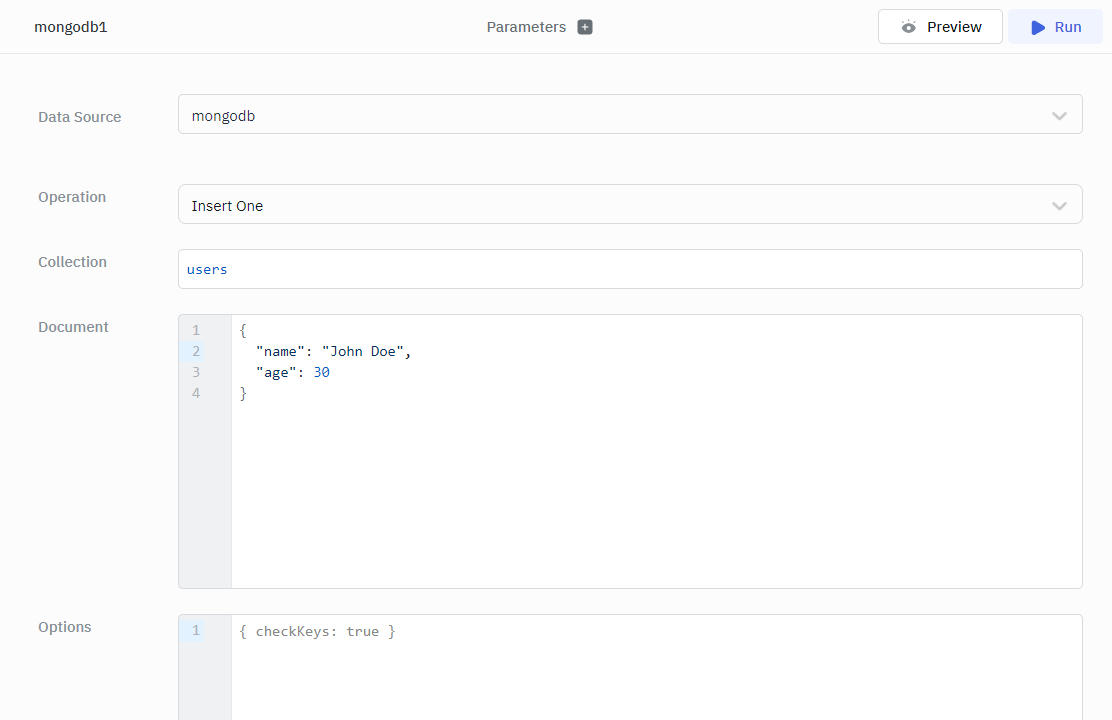 mongodb1
Parameters
Preview
Run
Data Source
mongodb
Operation
Insert One
Collection
users
Document
1 {
2   "name": "John Doe",
3   "age": 30
4 }
Options
1 { checkKeys: true }